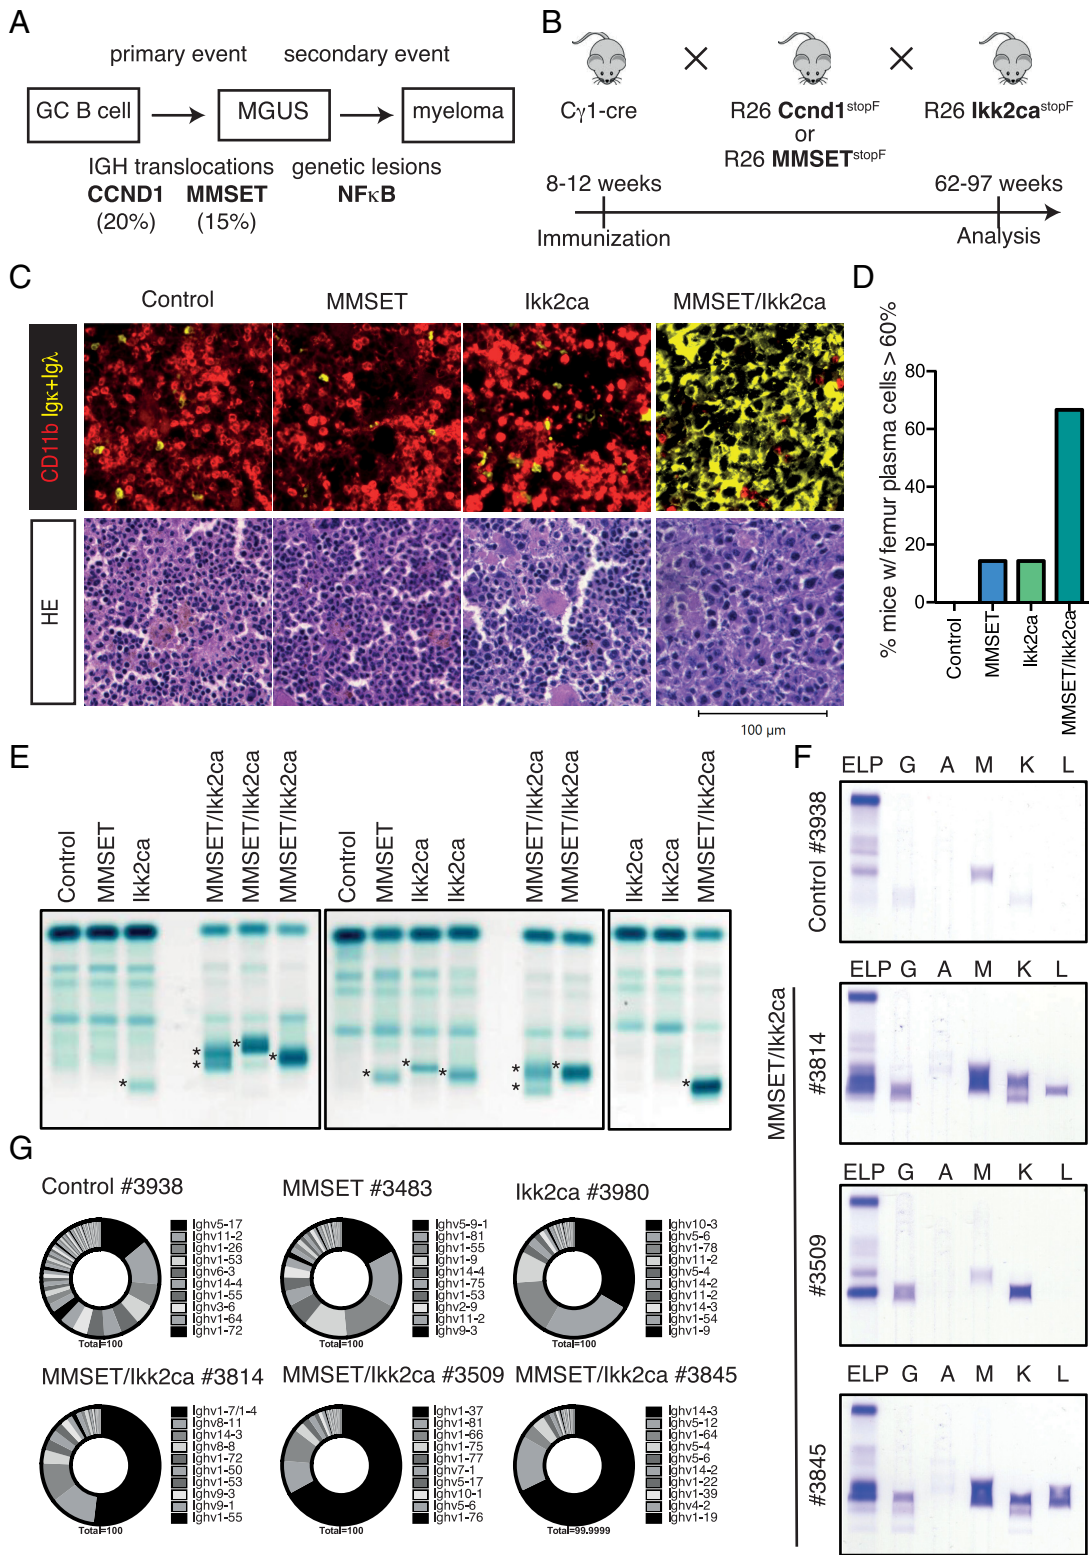 A
primary event
secondary event
GC B cell
MGUS
myeloma
IGH translocations
genetic lesions
CCND1
MMSET
NFκB
(20%)
(15%)
B
Cγ1-cre
R26 Ccnd1stopF
or
R26 MMSETstopF
R26 Ikk2castopF
8-12 weeks
62-97 weeks
Immunization
Analysis
C
Control
MMSET
Ikk2ca
MMSET/Ikk2ca
CD11b Igκ+Igλ
HE
100 µm
D
% mice w/ femur plasma cells > 60%
80
60
40
20
0
Control
MMSET
Ikk2ca
MMSET/Ikk2ca
E
Control
MMSET
Ikk2ca
MMSET/Ikk2ca
MMSET/Ikk2ca
MMSET/Ikk2ca
Control
MMSET
Ikk2ca
Ikk2ca
MMSET/Ikk2ca
MMSET/Ikk2ca
Ikk2ca
Ikk2ca
MMSET/Ikk2ca
*
*
*
*
*
*
*
*
*
*
*
*
F
ELP G A M K L
Control #3938
MMSET/Ikk2ca
ELP G A M K L
#3814
ELP G A M K L
#3509
ELP G A M K L
#3845
G
Control #3938
Ighv5-17
Ighv11-2
Ighv1-26
Ighv1-53
Ighv6-3
Ighv14-4
Ighv1-55
Ighv3-6
Ighv1-64
Ighv1-72
Total=100
MMSET #3483
Ighv5-9-1
Ighv1-81
Ighv1-55
Ighv1-9
Ighv14-4
Ighv1-75
Ighv1-53
Ighv2-9
Ighv11-2
Ighv9-3
Total=100
Ikk2ca #3980
Ighv10-3
Ighv5-6
Ighv1-78
Ighv11-2
Ighv5-4
Ighv14-2
Ighv11-2
Ighv14-3
Ighv1-54
Ighv1-9
Total=100
MMSET/Ikk2ca #3814
Ighv1-7/1-4
Ighv8-11
Ighv14-3
Ighv8-8
Ighv1-72
Ighv1-50
Ighv1-53
Ighv9-3
Ighv9-1
Ighv1-55
Total=100
MMSET/Ikk2ca #3509
Ighv1-37
Ighv1-81
Ighv1-66
Ighv1-75
Ighv1-77
Ighv7-1
Ighv5-17
Ighv10-1
Ighv5-6
Ighv1-76
Total=100
MMSET/Ikk2ca #3845
Ighv14-3
Ighv5-12
Ighv1-64
Ighv5-4
Ighv5-6
Ighv14-2
Ighv1-22
Ighv1-39
Ighv4-2
Ighv1-19
Total=99.9999